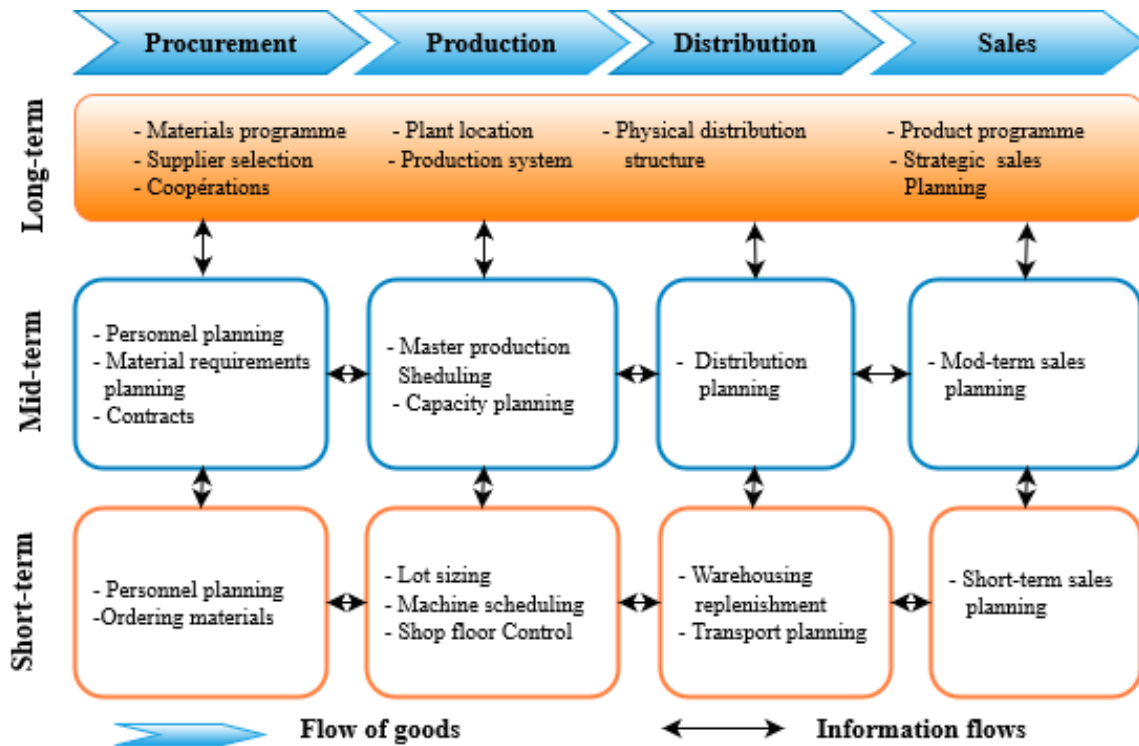 Procurement
Production
Distribution
Sales
Long-term
- Materials programme
- Supplier selection
- Coopérations
- Plant location
- Production system
- Physical distribution
structure
- Product programme
- Strategic sales
Planning
Mid-term
- Personnel planning
- Material requirements
planning
- Contracts
- Master production
Sheduling
- Capacity planning
- Distribution
planning
- Mod-term sales
planning
Short-term
- Personnel planning
-Ordering materials
- Lot sizing
- Machine scheduling
- Shop floor Control
- Warehousing
replenishment
- Transport planning
- Short-term sales
planning
Flow of goods
Information flows